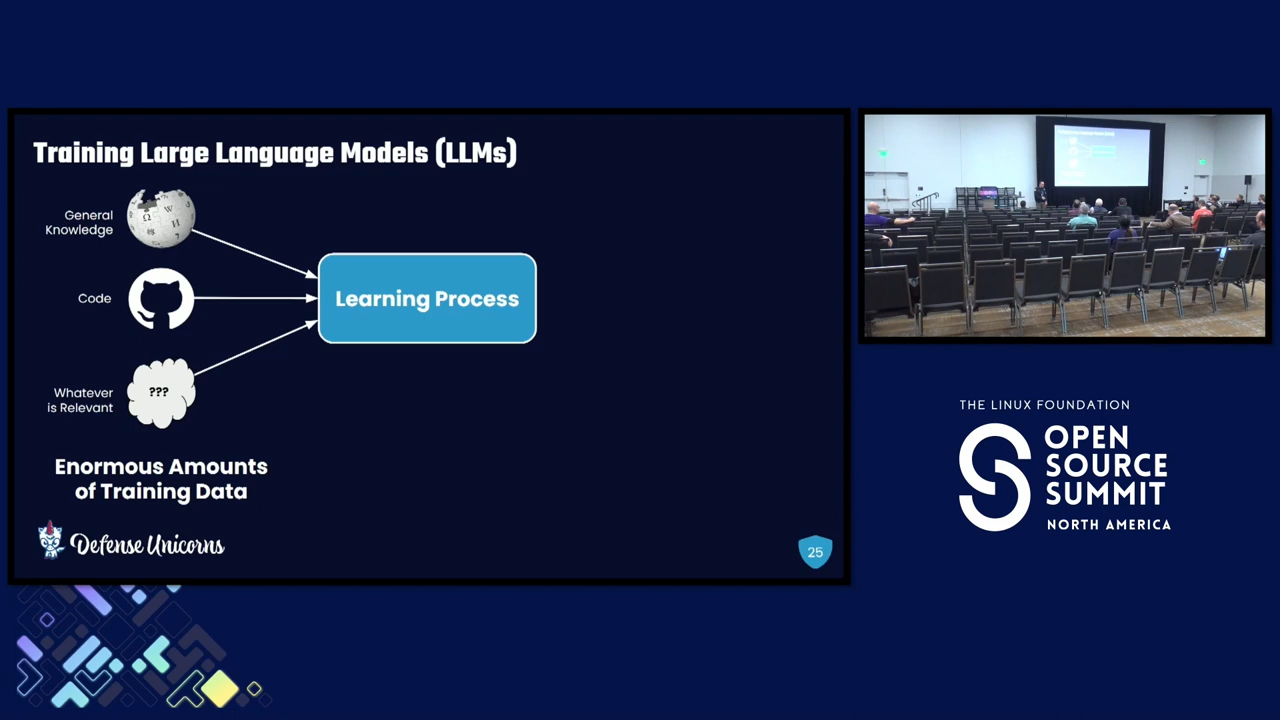 Training Large Language Models (LLMs)
General
Knowledge
Code
???
Whatever
is Relevant
Learning Process
Enormous Amounts
of Training Data
Defense Unicorns
25
THE LINUX FOUNDATION
OPEN
SOURCE
SUMMIT
NORTH AMERICA